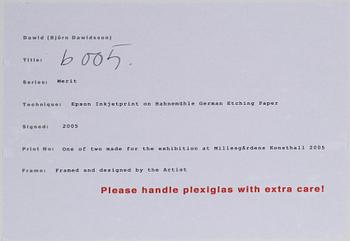 Dawid (Björn Dawidsson)
Title: b 005.
Series: Merit
Technique: Epson Inkjetprint on Hahnemühle German Etching Paper
Signed: 2005
Print No: One of two made for the exhibition at Millesgårdens Konsthall 2005
Frame: Framed and designed by the Artist
Please handle plexiglas with extra care!